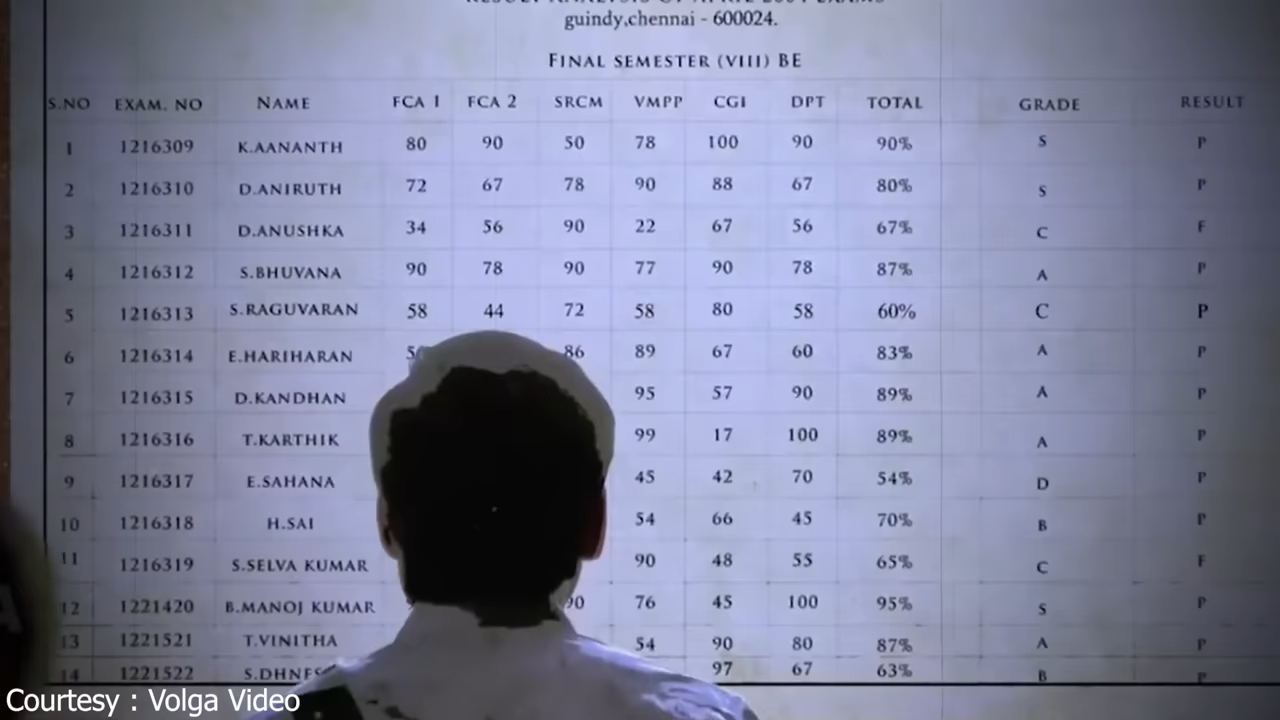 guindy,chennai - 600024.
FINAL SEMESTER (VIII) BE
S.NO EXAM. NO NAME FCA 1 FCA 2 SRCM VMPP CGI DPT TOTAL GRADE RESULT
1 1216309 K.AANANTH 80 90 50 78 100 90 90% S P
2 1216310 D.ANIRUTH 72 67 78 90 88 67 80% S P
3 1216311 D.ANUSHKA 34 56 90 22 67 56 67% C F
4 1216312 S.BHUVANA 90 78 90 77 90 78 87% A P
5 1216313 S.RAGUVARAN 58 44 72 58 80 58 60% C P
6 1216314 E.HARIHARAN 86 89 67 60 83% A P
7 1216315 D.KANDHAN 95 57 90 89% A P
8 1216316 T.KARTHIK 99 17 100 89% A P
9 1216317 E.SAHANA 45 42 70 54% D P
10 1216318 H.SAI 54 66 45 70% B P
11 1216319 S.SELVA KUMAR 90 48 55 65% C F
12 1221420 B.MANOJ KUMAR 90 76 45 100 95% S P
13 1221521 T.VINITHA 54 90 80 87% A P
14 1221522 97 67 63% B P
Courtesy : Volga Video